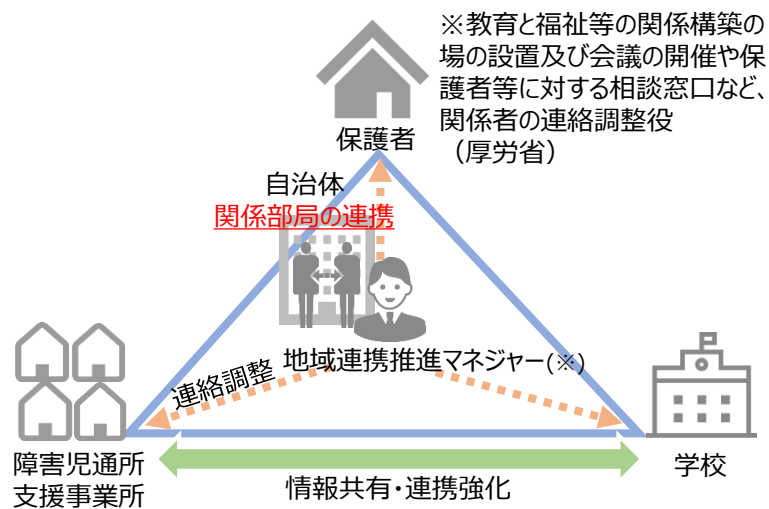 ※教育と福祉等の関係構築の
場の設置及び会議の開催や保
護者等に対する相談窓口など、
関係者の連絡調整役
（厚労省）
保護者
自治体
関係部局の連携
地域連携推進マネジャー(※)
連絡調整
障害児通所
支援事業所
学校
情報共有・連携強化